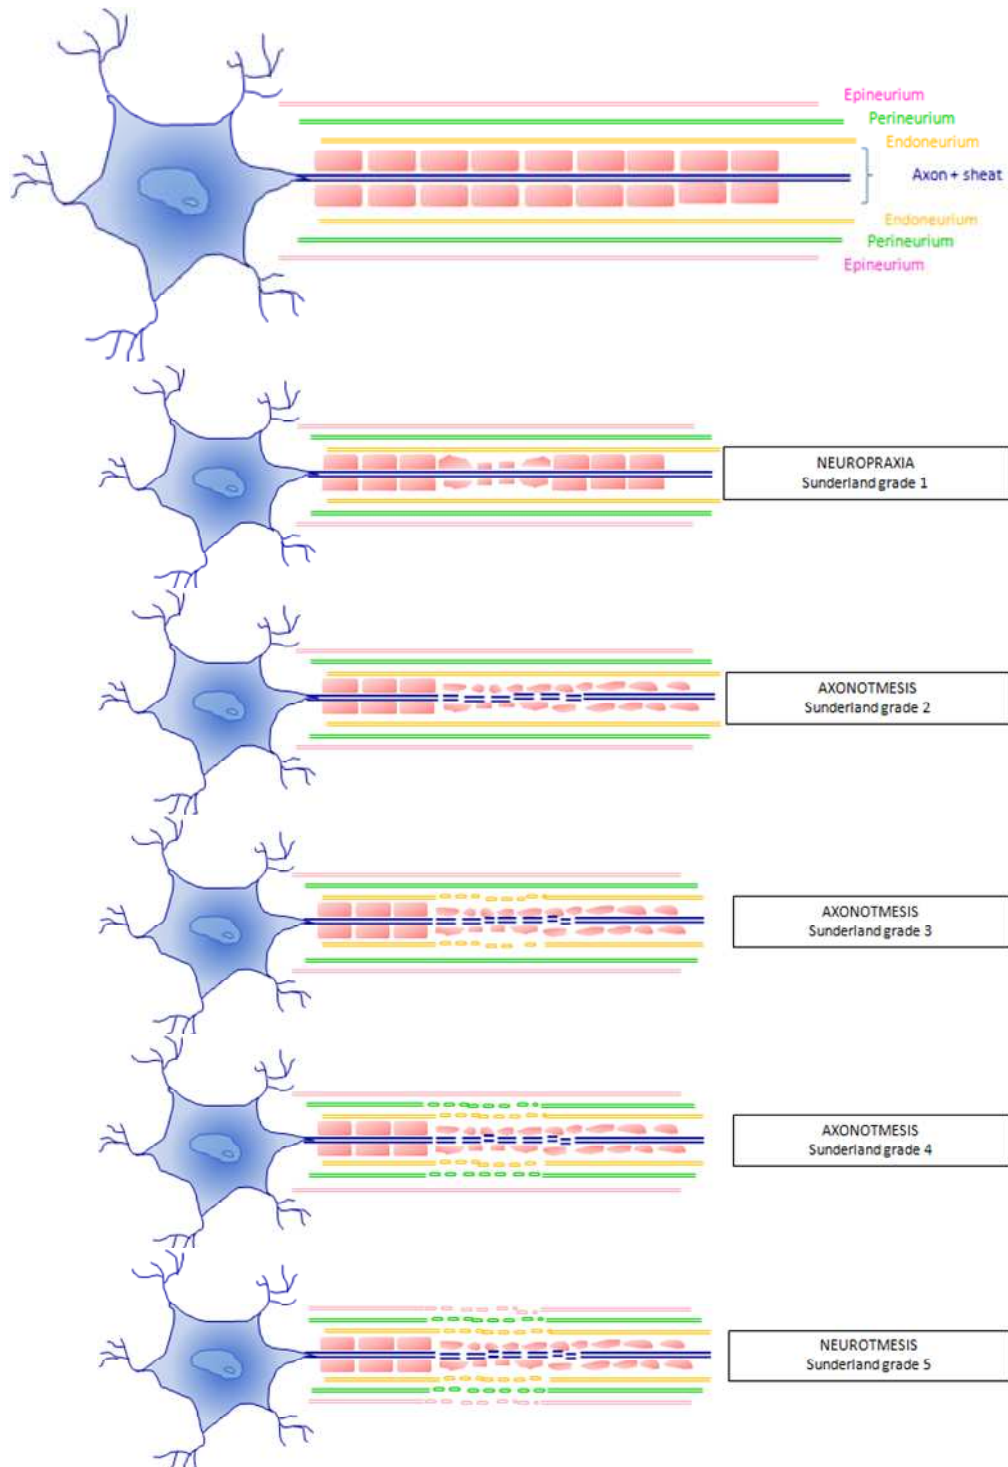 Epineurium
Perineurium
Endoneurium
Axon + sheat
Endoneurium
Perineurium
Epineurium
NEUROPRAXIA
Sunderland grade 1
AXONOTMESIS
Sunderland grade 2
AXONOTMESIS
Sunderland grade 3
AXONOTMESIS
Sunderland grade 4
NEUROTMESIS
Sunderland grade 5